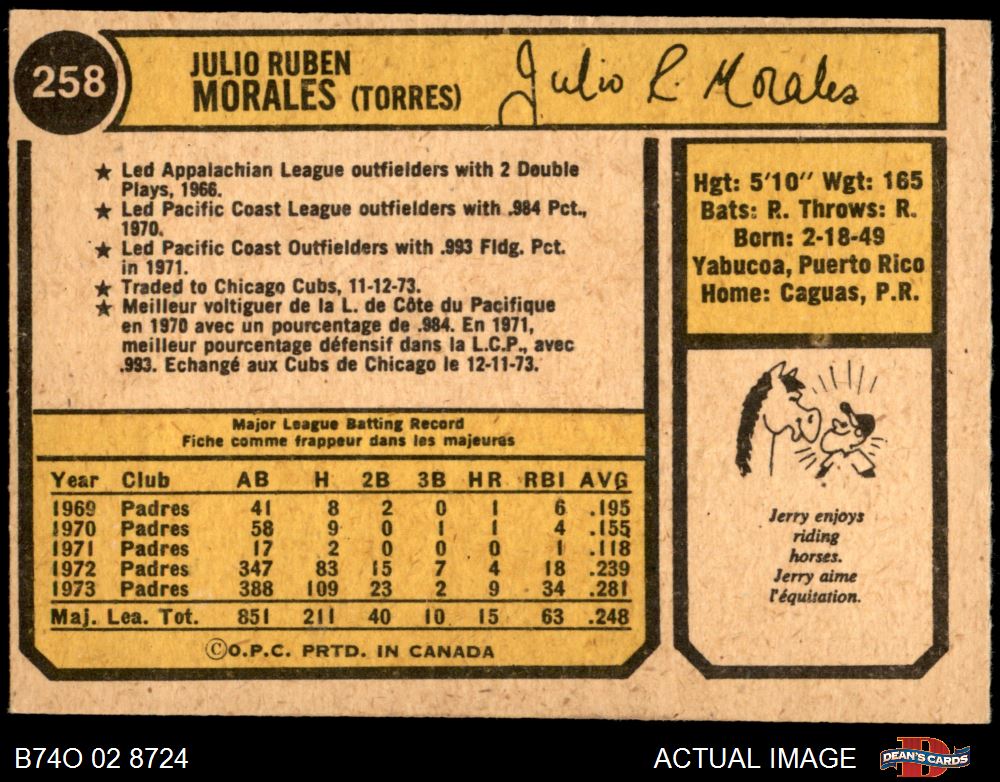 258
JULIO RUBEN
MORALES (TORRES)
Julio R. Morales
★ Led Appalachian League outfielders with 2 Double
Plays, 1966.
★ Led Pacific Coast League outfielders with .984 Pct.,
1970.
★ Led Pacific Coast Outfielders with .993 Fldg. Pct.
in 1971.
★ Traded to Chicago Cubs, 11-12-73.
★ Meilleur voltiguer de la L. de Côte du Pacifique
en 1970 avec un pourcentage de .984. En 1971,
meilleur pourcentage défensif dans la L.C.P., avec
.993. Echangé aux Cubs de Chicago le 12-11-73.
Hgt: 5'10" Wgt: 165
Bats: R. Throws: R.
Born: 2-18-49
Yabucoa, Puerto Rico
Home: Caguas, P.R.
Major League Batting Record
Fiche comme frappeur dans les majeures
Year Club AB H 2B 3B HR RBI AVG
1969 Padres 41 8 2 0 1 6 .195
1970 Padres 58 9 0 1 1 4 .155
1971 Padres 17 2 0 0 0 1 .118
1972 Padres 347 83 15 7 4 18 .239
1973 Padres 388 109 23 2 9 34 .281
Maj. Lea. Tot. 851 211 40 10 15 63 .248
©O.P.C. PRTD. IN CANADA
Jerry enjoys
riding
horses.
Jerry aime
l'équitation.
B74O 02 8724
ACTUAL IMAGE
DEAN'S CARDS